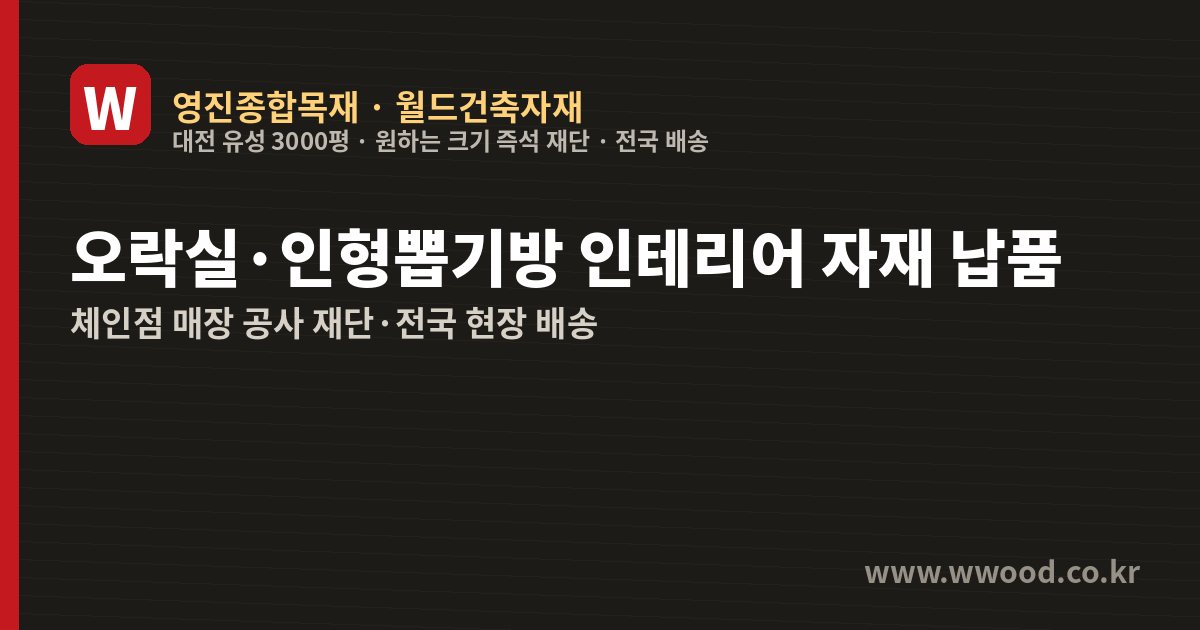 W
영진종합목재 · 월드건축자재
대전 유성 3000평 · 원하는 크기 즉석 재단 · 전국 배송
오락실·인형뽑기방 인테리어 자재 납품
체인점 매장 공사 재단·전국 현장 배송
www.wwood.co.kr